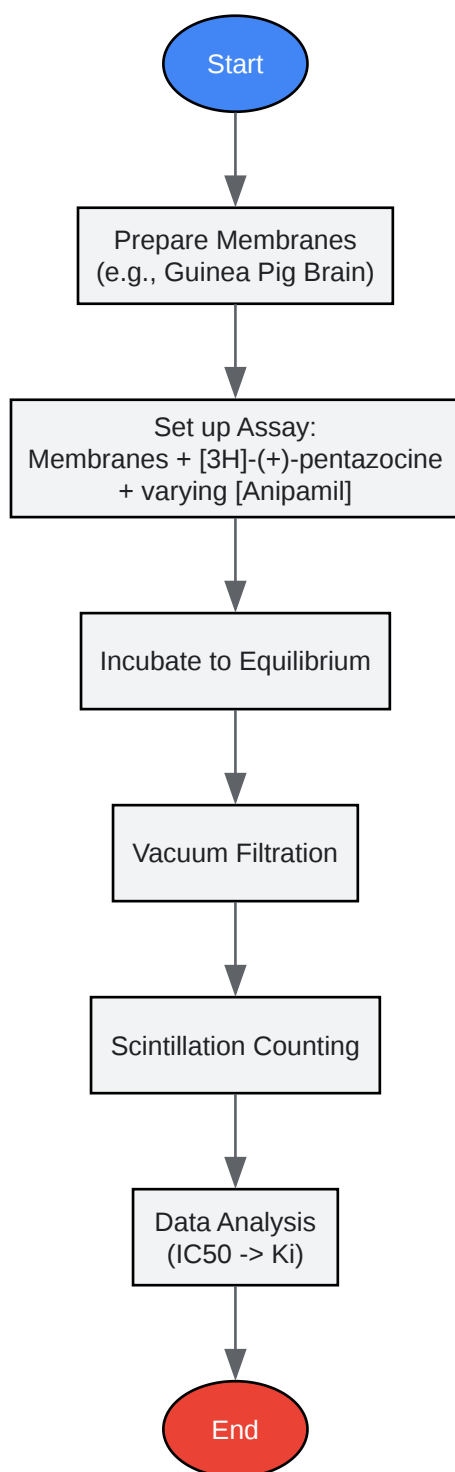 Start
Prepare Membranes
(e.g., Guinea Pig Brain)
Set up Assay:
Membranes + [3H]-(+)-pentazocine
+ varying [Anipamil]
Incubate to Equilibrium
Vacuum Filtration
Scintillation Counting
Data Analysis
(IC50 -> Ki)
End